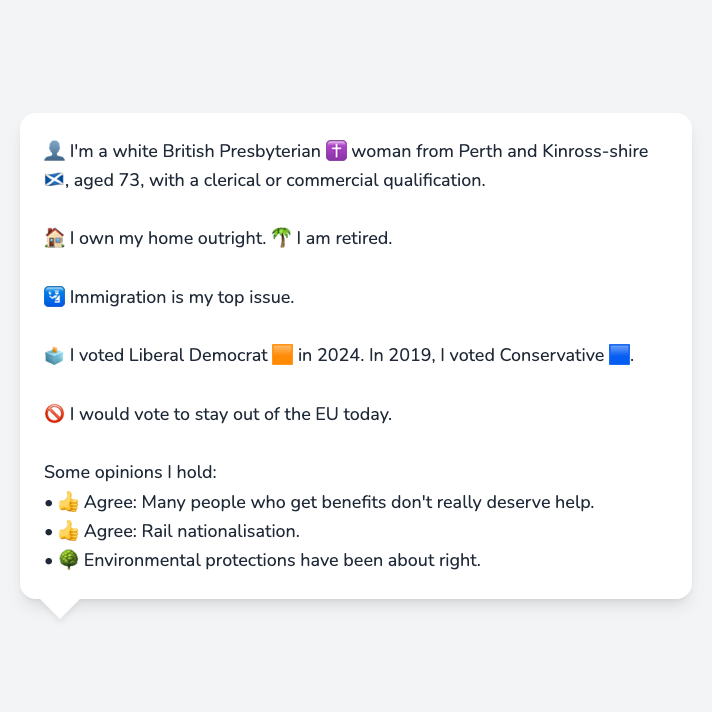 👤 I'm a white British Presbyterian ✝️ woman from Perth and Kinross-shire
🏴󠁧󠁢󠁳󠁣󠁴󠁿, aged 73, with a clerical or commercial qualification.
🏠 I own my home outright. 🌴 I am retired.
🛂 Immigration is my top issue.
🗳️ I voted Liberal Democrat 🟧 in 2024. In 2019, I voted Conservative 🟦.
🚫 I would vote to stay out of the EU today.
Some opinions I hold:
• 👍 Agree: Many people who get benefits don't really deserve help.
• 👍 Agree: Rail nationalisation.
• 🌳 Environmental protections have been about right.